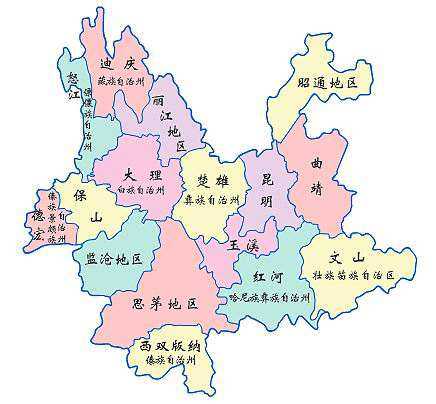 迪庆
藏族自治州
怒江
傈僳族自治州
丽江地区
昭通地区
大理
白族自治州
楚雄
彝族自治州
昆明
曲靖
保山
德宏
傣族景颇族自治州
监沧地区
玉溪
红河
哈尼族彝族自治州
文山
壮族苗族自治区
思茅地区
西双版纳
傣族自治州